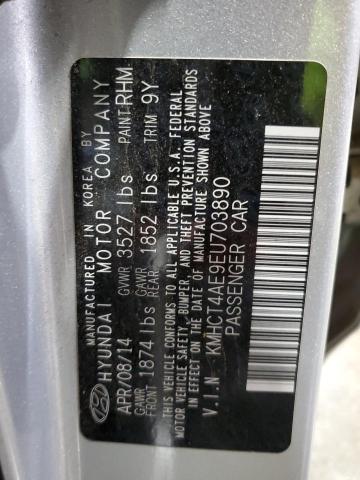 MANUFACTURED IN KOREA BY
HYUNDAI MOTOR COMPANY
APR/08/14 GVWR 3527 lbs PAINT RHM
GAWR FRONT 1874 lbs GAWR REAR 1852 lbs TRIM 9Y
THIS VEHICLE CONFORMS TO ALL APPLICABLE U.S.A. FEDERAL
MOTOR VEHICLE SAFETY, BUMPER, AND THEFT PREVENTION STANDARDS
IN EFFECT ON THE DATE OF MANUFACTURE SHOWN ABOVE
V.I.N KMHCT4AE9EU703890
PASSENGER CAR